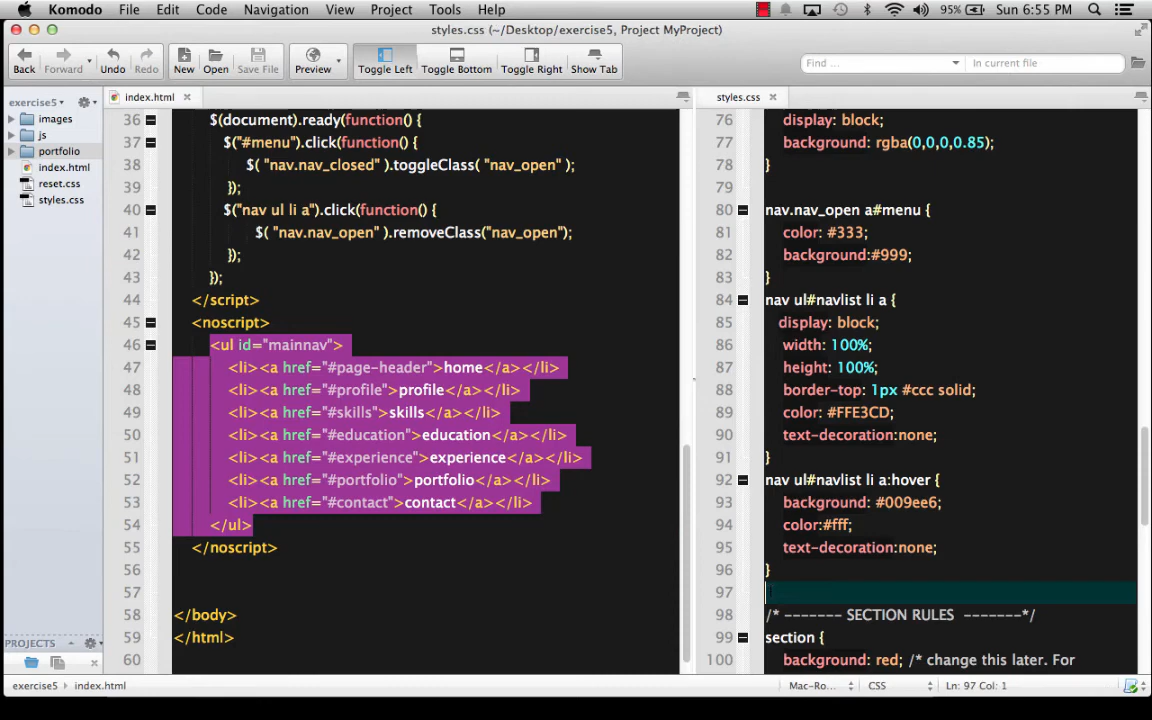 Komodo File Edit Code Navigation View Project Tools Help 95% Sun 6:55 PM
styles.css (~/Desktop/exercise5, Project MyProject)
Back Forward Undo Redo New Open Save File Preview Toggle Left Toggle Bottom Toggle Right Show Tab Find ... In current file
exercise5
images
js
portfolio
index.html
reset.css
styles.css
PROJECTS
index.html
36 $(document).ready(function() {
37 $("#menu").click(function() {
38 $( "nav.nav_closed" ).toggleClass( "nav_open" );
39 });
40 $("nav ul li a").click(function() {
41 $( "nav.nav_open" ).removeClass("nav_open");
42 });
43 });
44 </script>
45 <noscript>
46 <ul id="mainnav">
47 <li><a href="#page-header">home</a></li>
48 <li><a href="#profile">profile</a></li>
49 <li><a href="#skills">skills</a></li>
50 <li><a href="#education">education</a></li>
51 <li><a href="#experience">experience</a></li>
52 <li><a href="#portfolio">portfolio</a></li>
53 <li><a href="#contact">contact</a></li>
54 </ul>
55 </noscript>
56
57
58 </body>
59 </html>
60
styles.css
76 display: block;
77 background: rgba(0,0,0,0.85);
78 }
79
80 nav.nav_open a#menu {
81 color: #333;
82 background:#999;
83 }
84 nav ul#navlist li a {
85 display: block;
86 width: 100%;
87 height: 100%;
88 border-top: 1px #ccc solid;
89 color: #FFE3CD;
90 text-decoration:none;
91 }
92 nav ul#navlist li a:hover {
93 background: #009ee6;
94 color:#fff;
95 text-decoration:none;
96 }
97
98 /* ------- SECTION RULES -------*/
99 section {
100 background: red; /* change this later. For
exercise5 index.html Mac-Ro... CSS Ln: 97 Col: 1